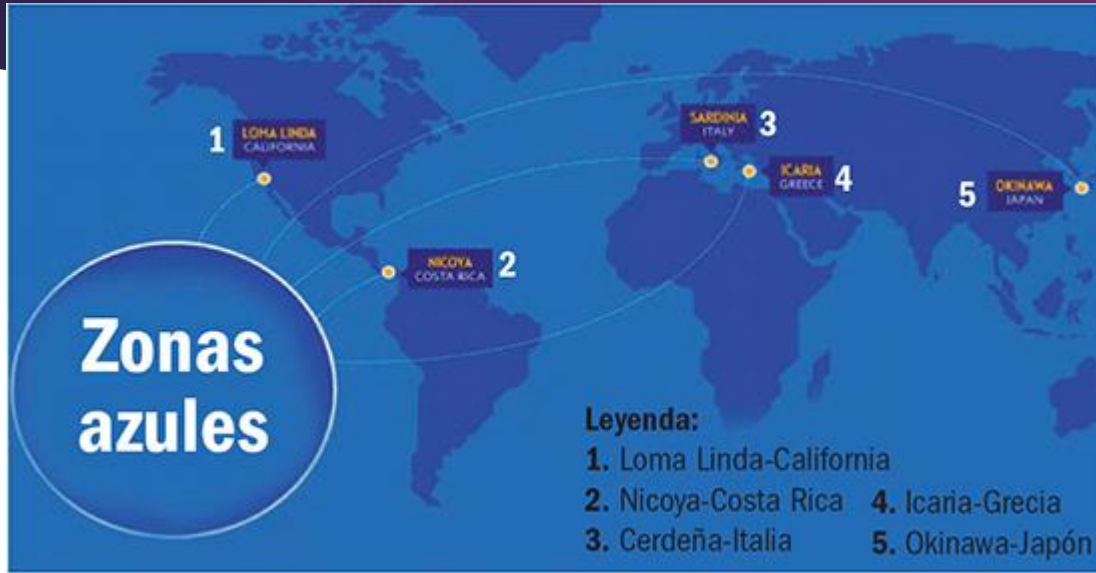 1
LOMA LINDA
CALIFORNIA
SARDINIA
ITALY
3
ICARIA
GREECE
4
5
OKINAWA
JAPAN
NICOYA
COSTA RICA
2
Zonas
azules
Leyenda:
1. Loma Linda-California
2. Nicoya-Costa Rica
3. Cerdeña-Italia
4. Icaria-Grecia
5. Okinawa-Japón